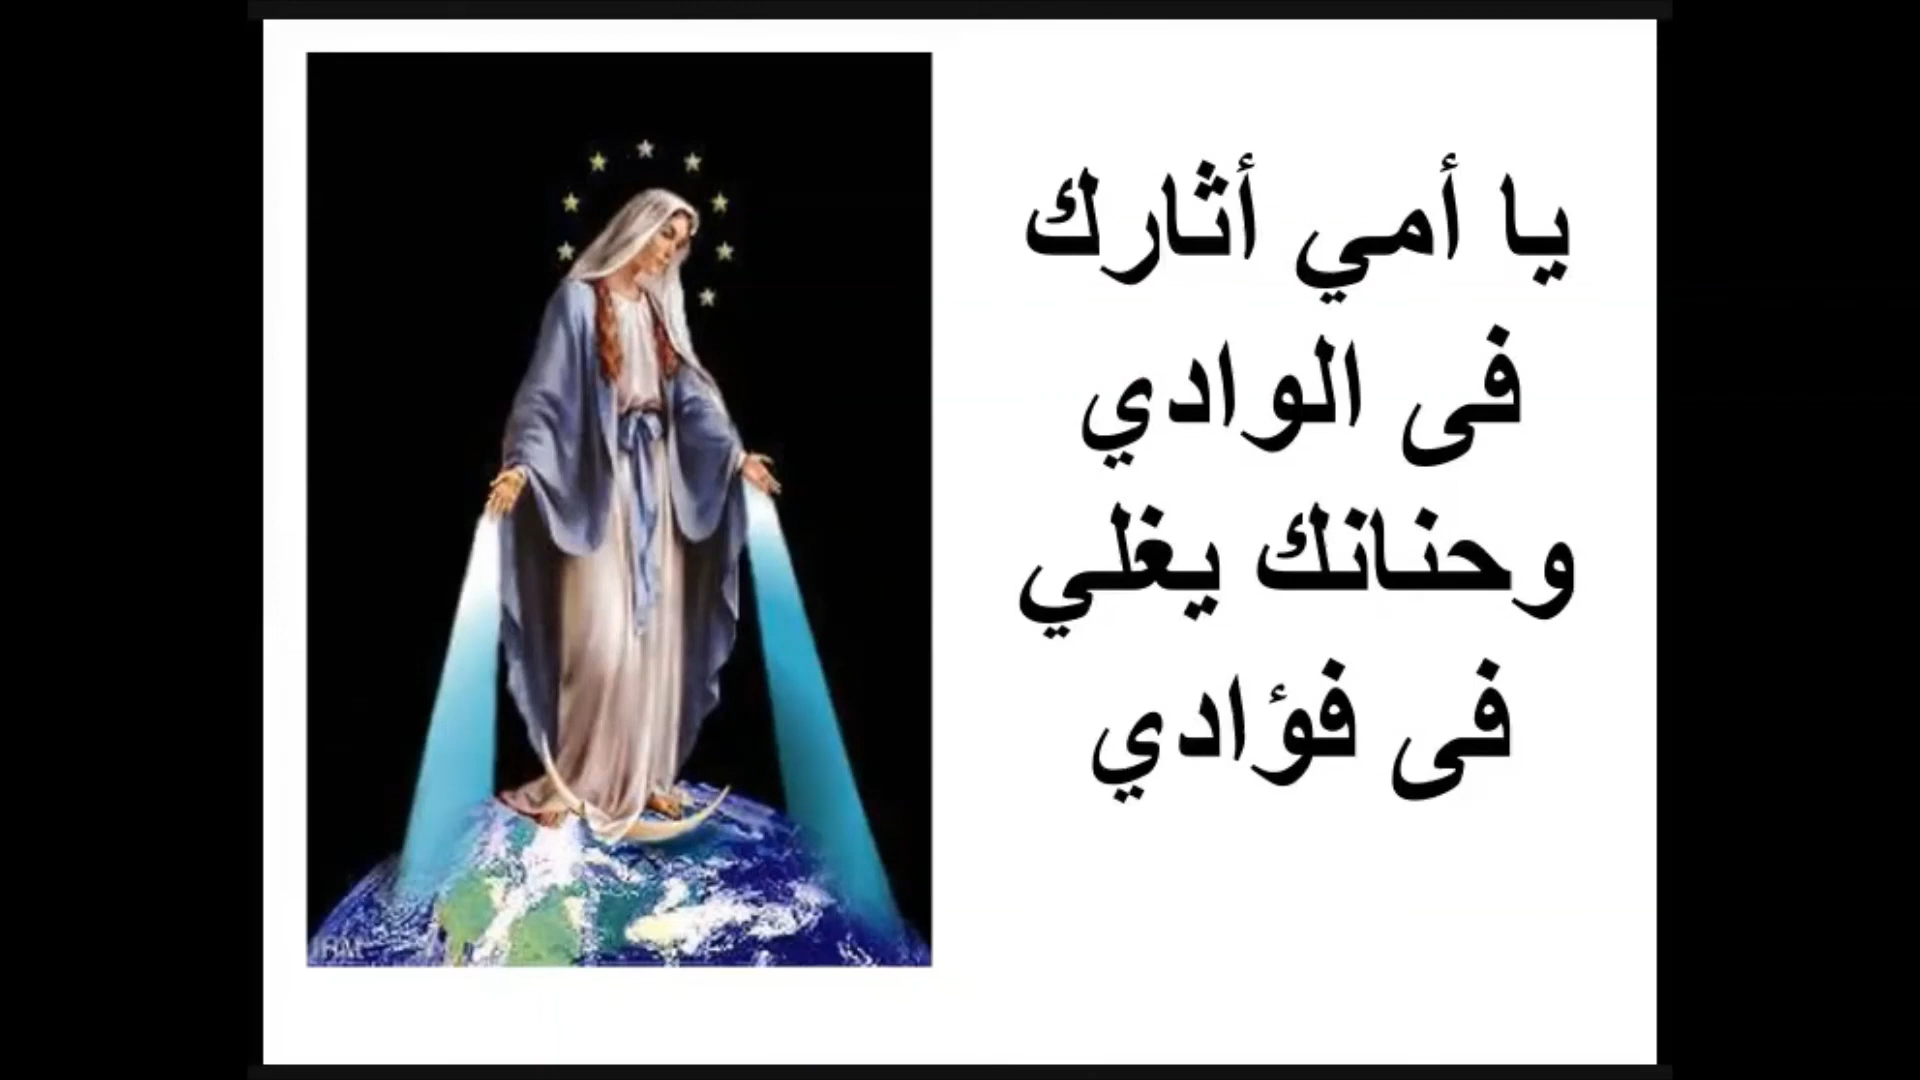 يا أمي أثارك
فى الوادي
وحنانك يغلي
فى فؤادي